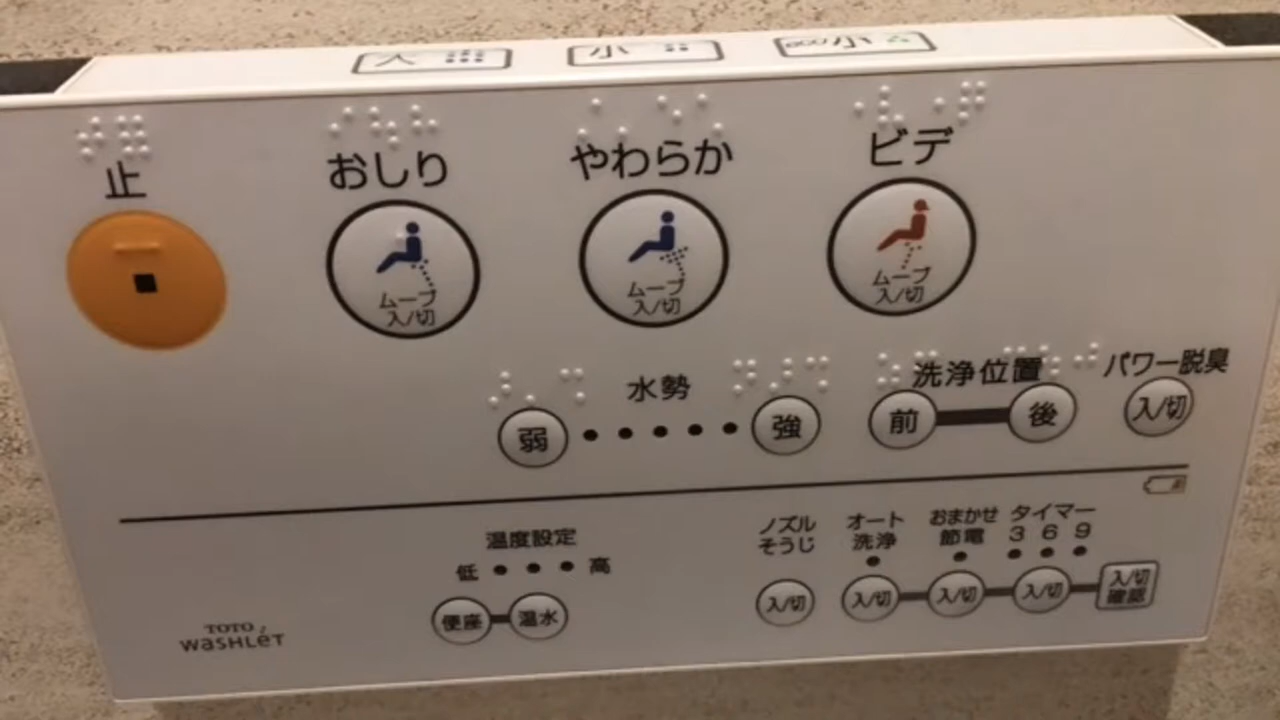 大
小
eco小
止
おしり
やわらか
ビデ
ムーブ
入/切
ムーブ
入/切
ムーブ
入/切
水勢
洗浄位置
パワー脱臭
弱
強
前
後
入/切
温度設定
低
高
便座
温水
ノズル
そうじ
入/切
オート
洗浄
入/切
おまかせ
節電
入/切
タイマー
3 6 9
入/切
入/切
確認
TOTO
WASHLET